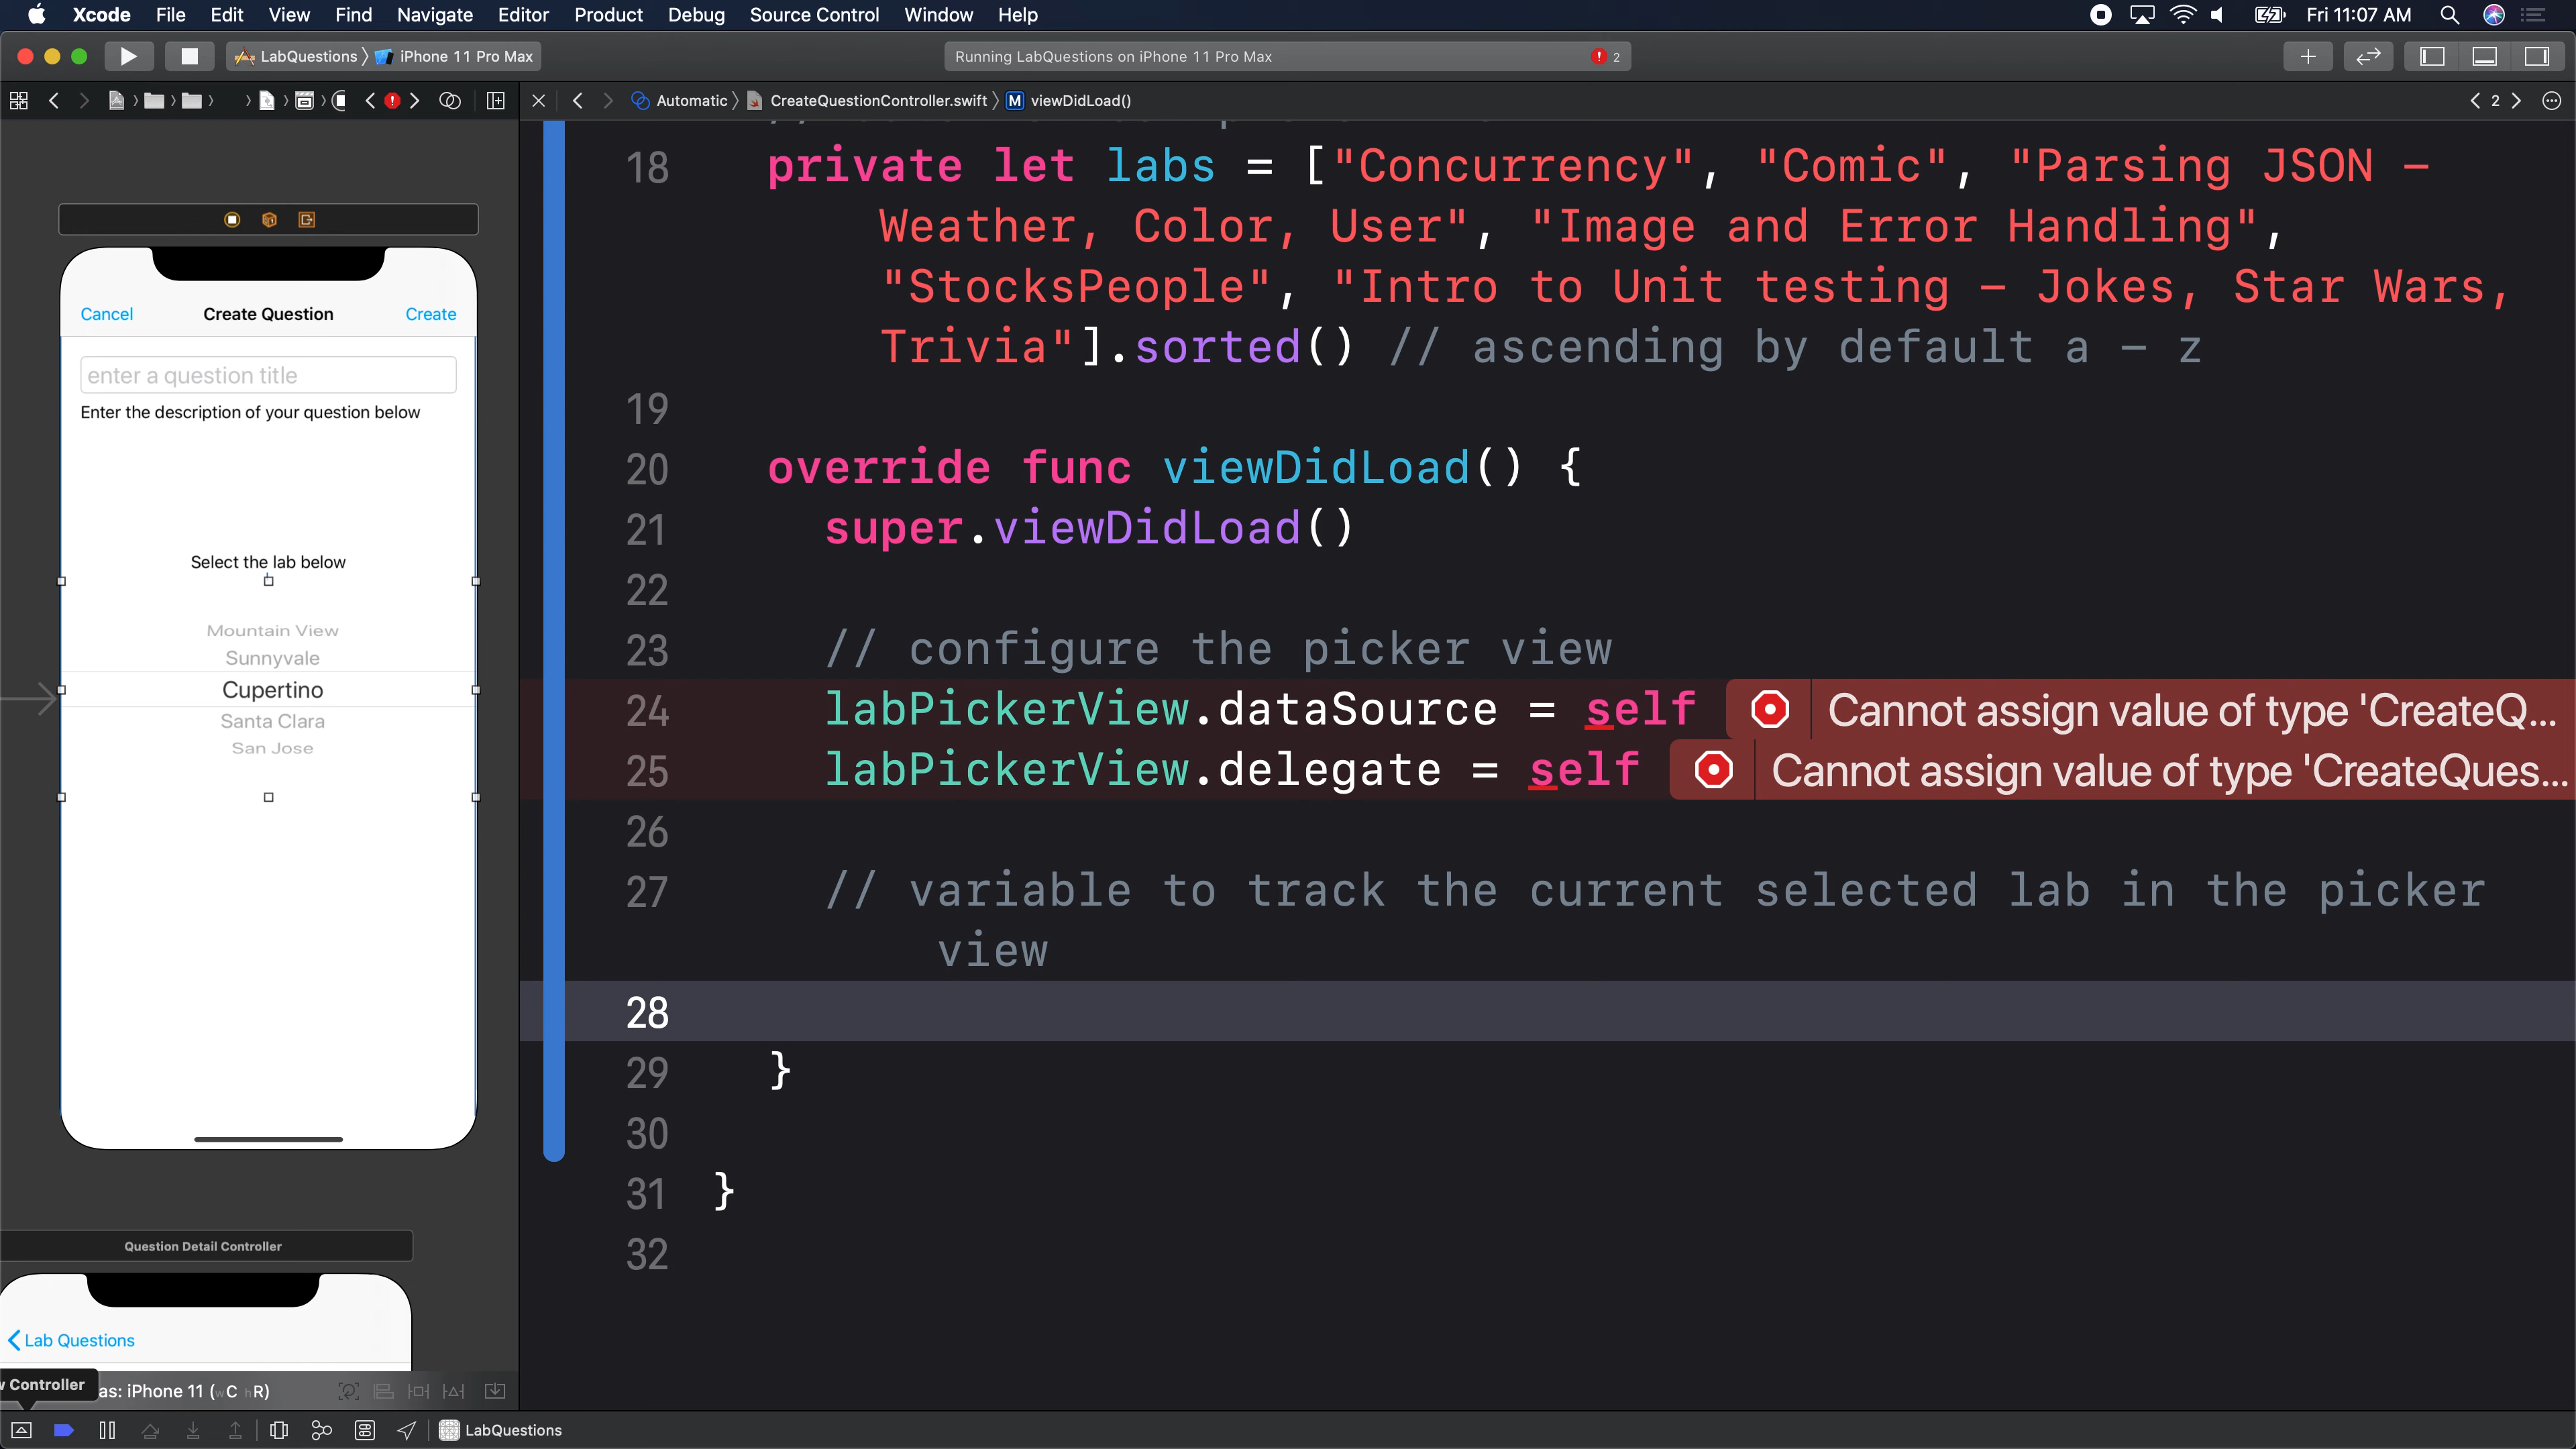 Xcode File Edit View Find Navigate Editor Product Debug Source Control Window Help Fri 11:07 AM
LabQuestions iPhone 11 Pro Max Running LabQuestions on iPhone 11 Pro Max 2
Automatic CreateQuestionController.swift M viewDidLoad() 2
18 private let labs = ["Concurrency", "Comic", "Parsing JSON –
Weather, Color, User", "Image and Error Handling",
"StocksPeople", "Intro to Unit testing – Jokes, Star Wars,
Trivia"].sorted() // ascending by default a – z
19
20 override func viewDidLoad() {
21 super.viewDidLoad()
22
23 // configure the picker view
24 labPickerView.dataSource = self Cannot assign value of type 'CreateQ...
25 labPickerView.delegate = self Cannot assign value of type 'CreateQues...
26
27 // variable to track the current selected lab in the picker
view
28
29 }
30
31 }
32
Cancel Create Question Create
enter a question title
Enter the description of your question below
Select the lab below
Mountain View
Sunnyvale
Cupertino
Santa Clara
San Jose
Question Detail Controller
Lab Questions
Controller as: iPhone 11 (wC hR)
LabQuestions